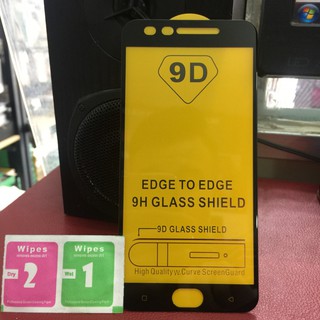 9D
EDGE TO EDGE
9H GLASS SHIELD
9D GLASS SHIELD
High Quality
Curve ScreenGuard
Wipes
Dry
2
Wipes
Wet
1